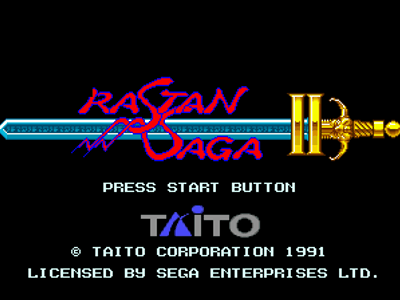 RASTAN
SAGA II
PRESS START BUTTON
TAITO
© TAITO CORPORATION 1991
LICENSED BY SEGA ENTERPRISES LTD.